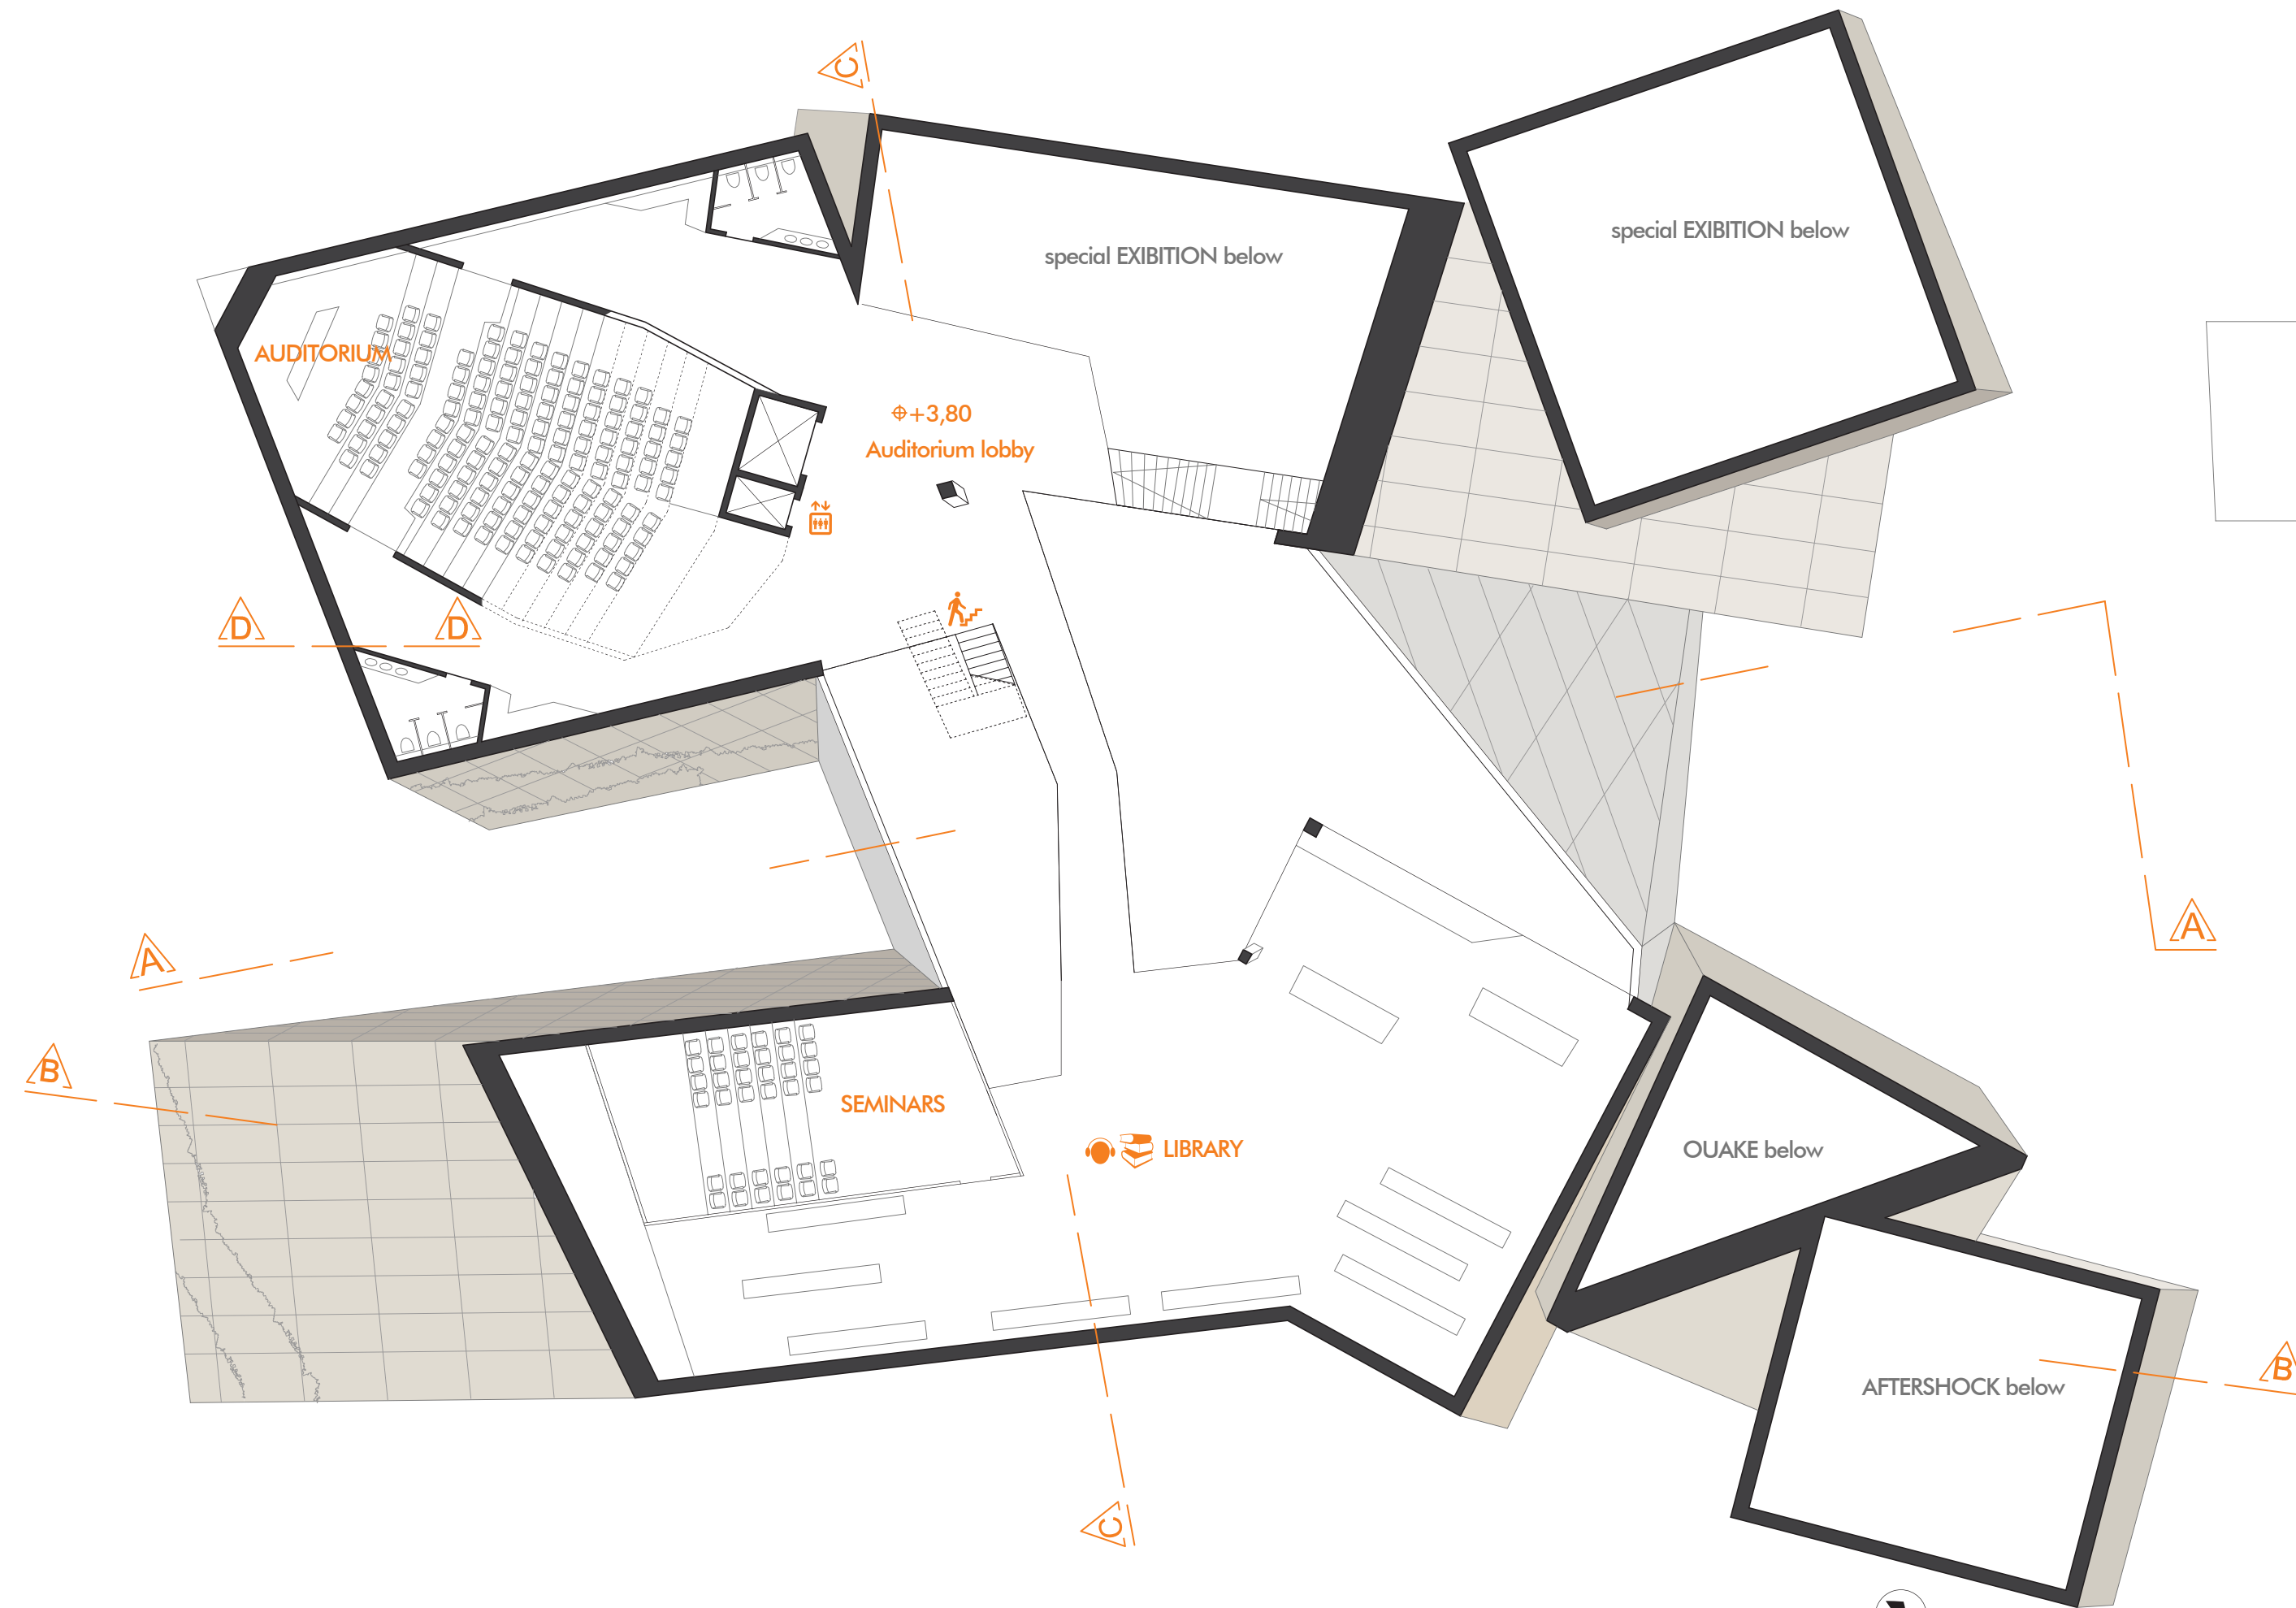 C
special EXIBITION below
special EXIBITION below
AUDITORIUM
+3,80
Auditorium lobby
D
D
A
A
B
SEMINARS
LIBRARY
OUAKE below
B
AFTERSHOCK below
C